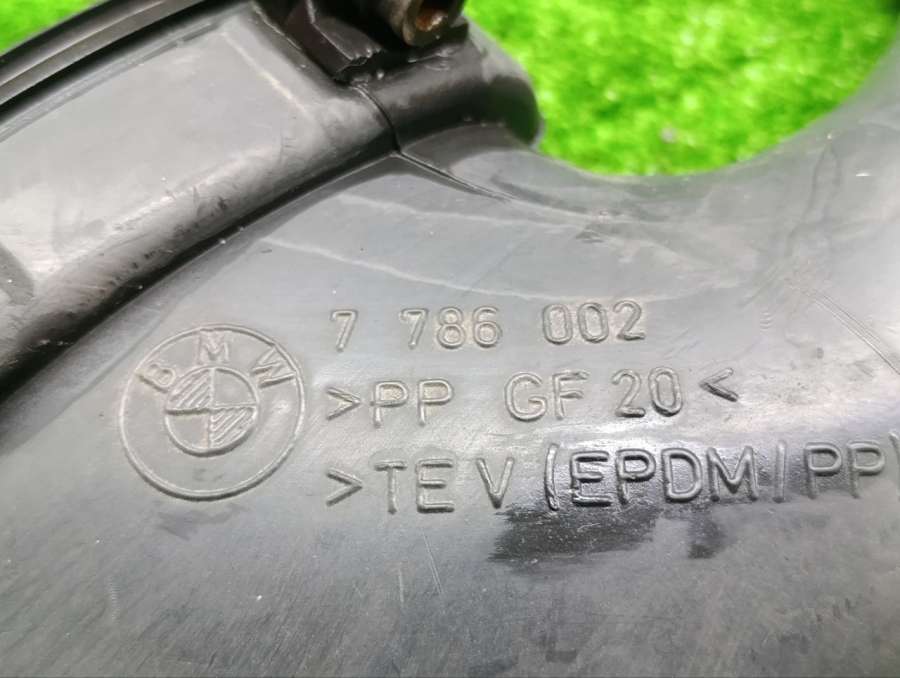 BMW
7 786 002
>PP GF 20<
>TEV (EPDM/PP)